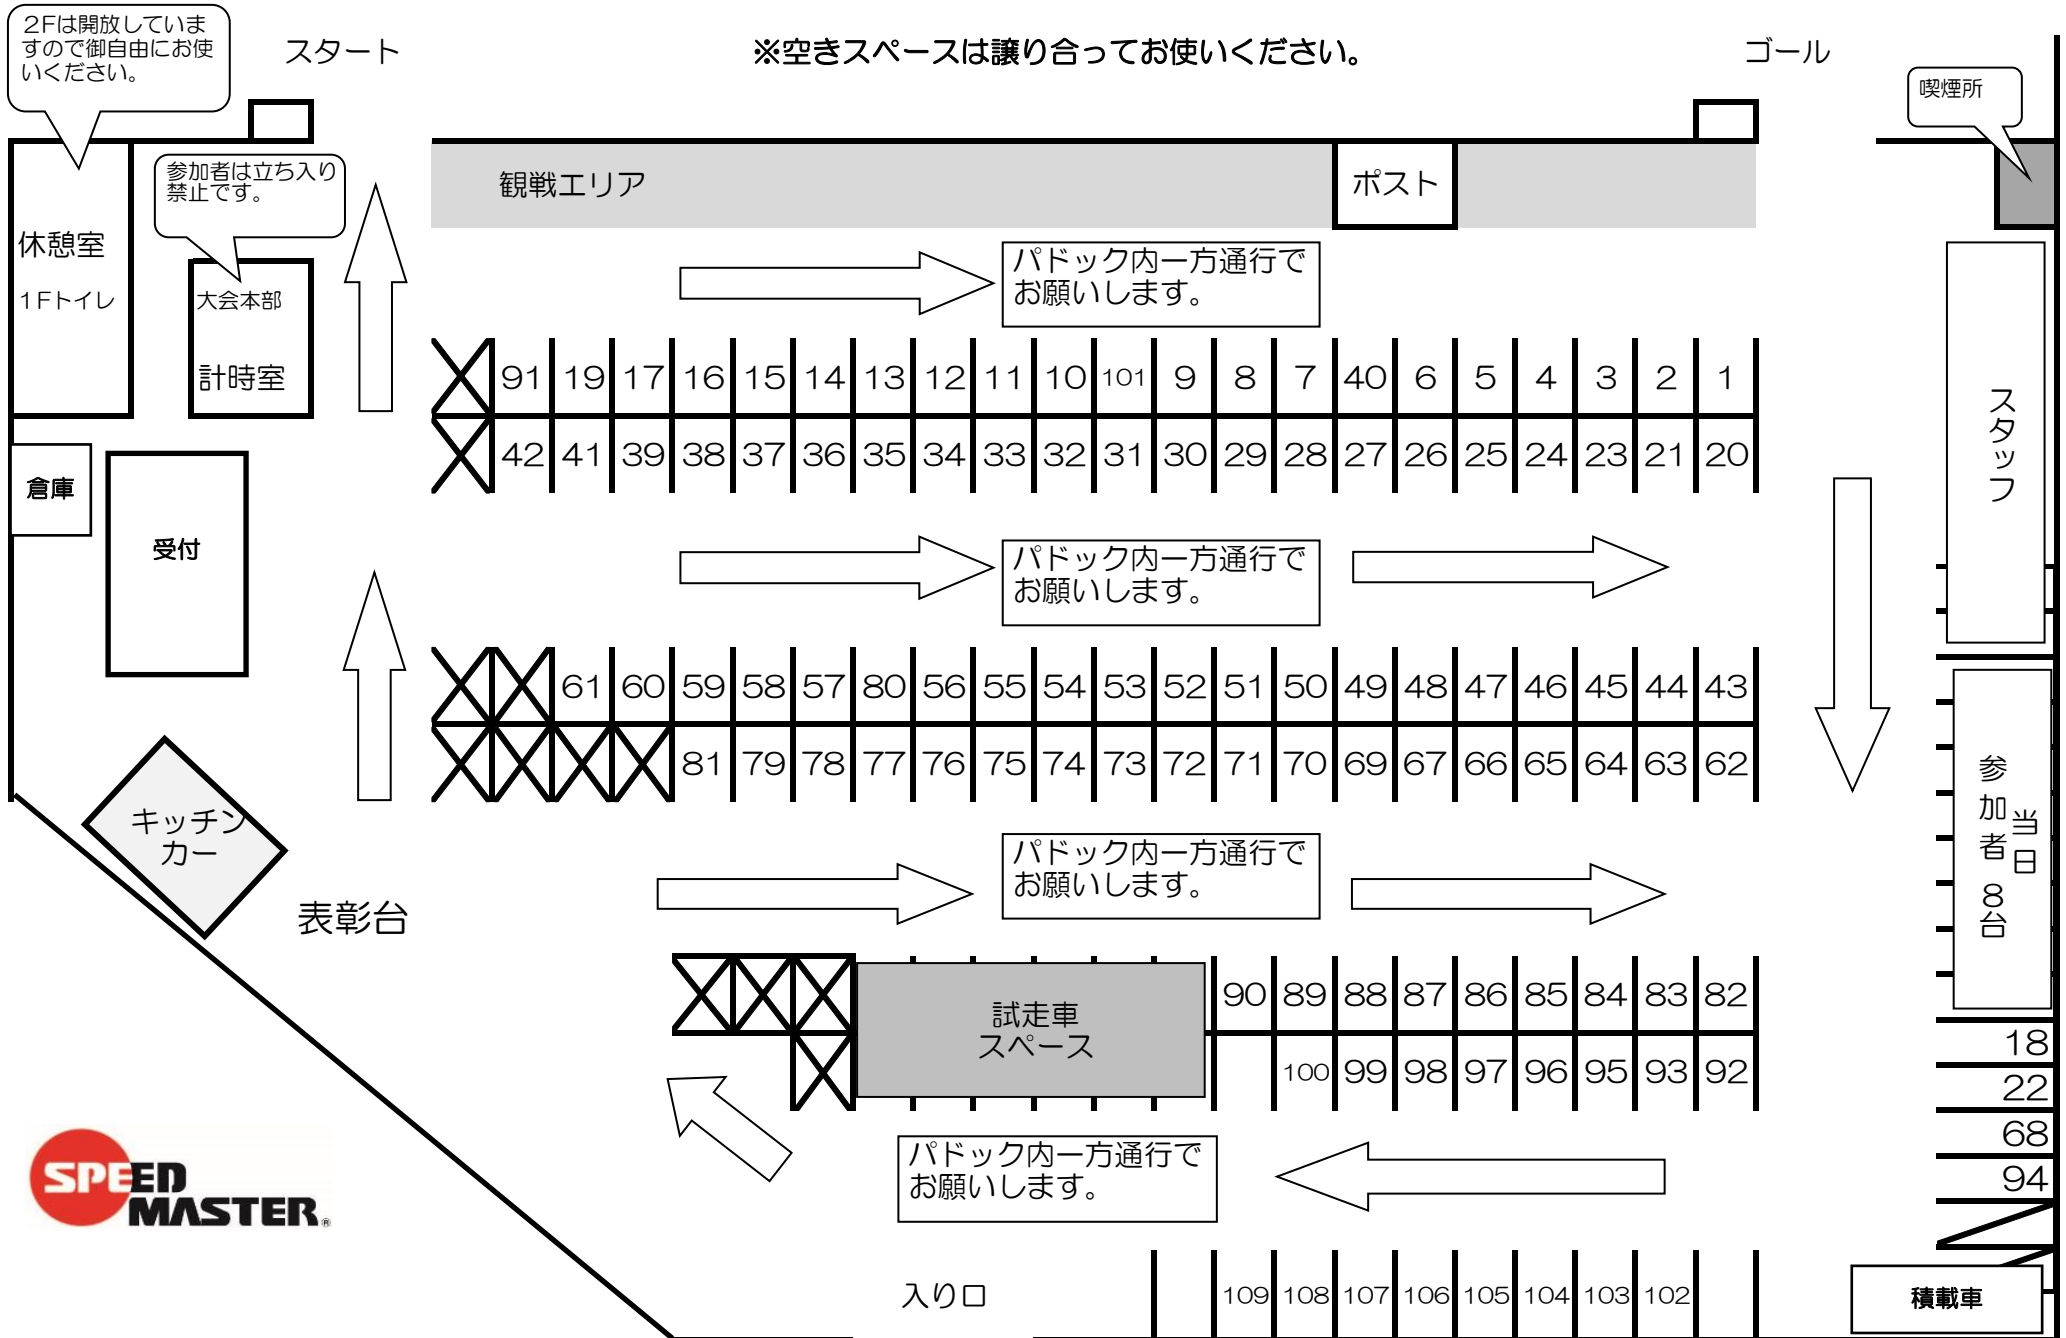 2Fは開放していま
すので御自由にお使
いください。
スタート
※空きスペースは譲り合ってお使いください。
ゴール
喫煙所
参加者は立ち入り
禁止です。
観戦エリア
ポスト
休憩室
1Fトイレ
大会本部
計時室
パドック内一方通行で
お願いします。
91 19 17 16 15 14 13 12 11 10 101 9 8 7 40 6 5 4 3 2 1
42 41 39 38 37 36 35 34 33 32 31 30 29 28 27 26 25 24 23 21 20
スタッフ
倉庫
受付
パドック内一方通行で
お願いします。
61 60 59 58 57 80 56 55 54 53 52 51 50 49 48 47 46 45 44 43
81 79 78 77 76 75 74 73 72 71 70 69 67 66 65 64 63 62
当日
参加者 8台
キッチン
カー
表彰台
パドック内一方通行で
お願いします。
試走車
スペース
90 89 88 87 86 85 84 83 82
100 99 98 97 96 95 93 92
18
22
68
94
パドック内一方通行で
お願いします。
SPEED
MASTER®
入り口
109 108 107 106 105 104 103 102
積載車